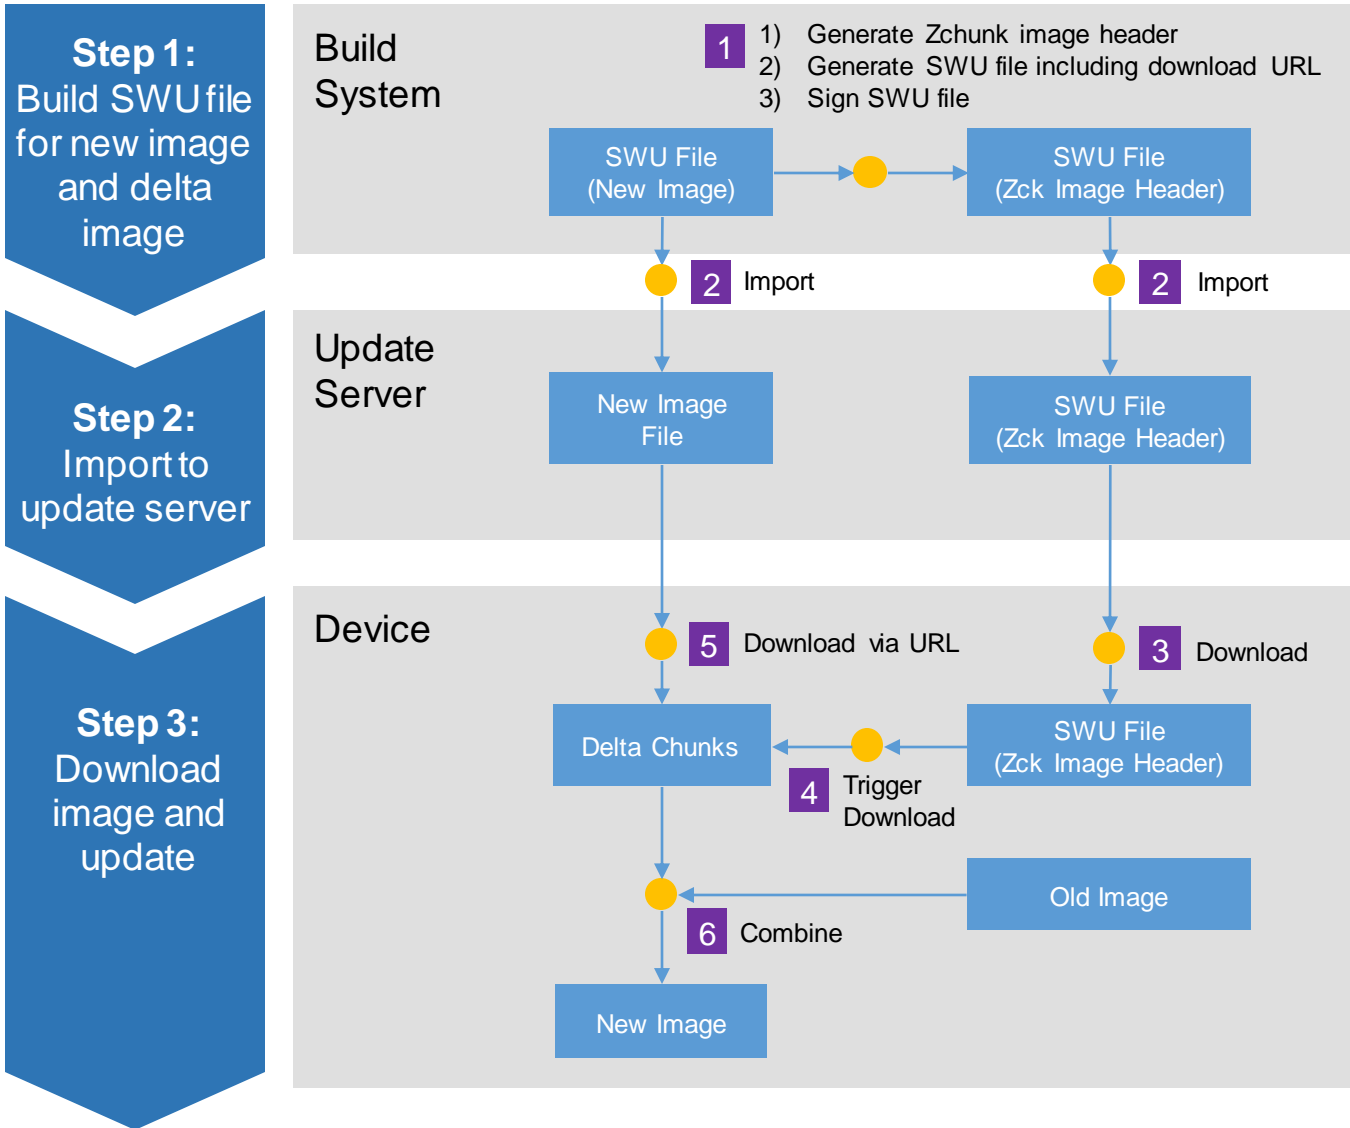 Step 1:
Build SWU file
for new image
and delta
image
Step 2:
Import to
update server
Step 3:
Download
image and
update
Build
System
1
1) Generate Zchunk image header
2) Generate SWU file including download URL
3) Sign SWU file
SWU File
(New Image)
SWU File
(Zck Image Header)
2 Import
2 Import
Update
Server
New Image
File
SWU File
(Zck Image Header)
Device
5 Download via URL
3 Download
Delta Chunks
SWU File
(Zck Image Header)
4 Trigger
Download
Old Image
6 Combine
New Image